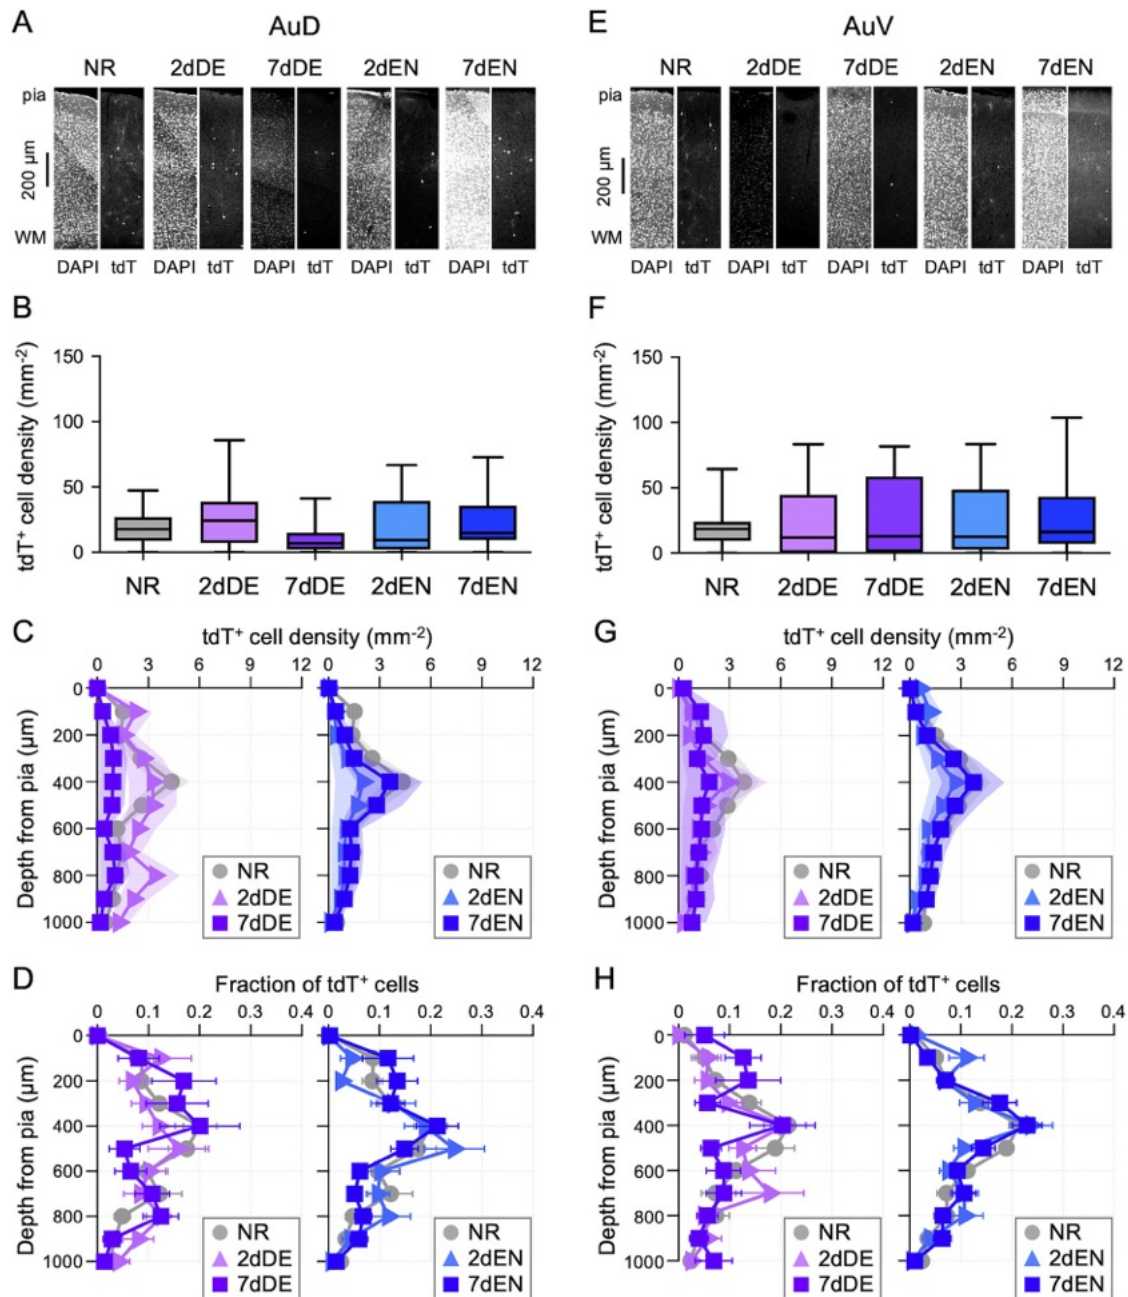 A
AuD
NR 2dDE 7dDE 2dEN 7dEN
pia
200 µm
WM
DAPI tdT DAPI tdT DAPI tdT DAPI tdT DAPI tdT
E
AuV
NR 2dDE 7dDE 2dEN 7dEN
pia
200 µm
WM
DAPI tdT DAPI tdT DAPI tdT DAPI tdT DAPI tdT
B
tdT⁺ cell density (mm⁻²)
150
100
50
0
NR 2dDE 7dDE 2dEN 7dEN
F
tdT⁺ cell density (mm⁻²)
150
100
50
0
NR 2dDE 7dDE 2dEN 7dEN
C
tdT⁺ cell density (mm⁻²)
0 3 6 9 12 0 3 6 9 12
Depth from pia (µm)
0
200
400
600
800
1000
NR
2dDE
7dDE
NR
2dEN
7dEN
G
tdT⁺ cell density (mm⁻²)
0 3 6 9 12 0 3 6 9 12
Depth from pia (µm)
0
200
400
600
800
1000
NR
2dDE
7dDE
NR
2dEN
7dEN
D
Fraction of tdT⁺ cells
0 0.1 0.2 0.3 0.4 0 0.1 0.2 0.3 0.4
Depth from pia (µm)
0
200
400
600
800
1000
NR
2dDE
7dDE
NR
2dEN
7dEN
H
Fraction of tdT⁺ cells
0 0.1 0.2 0.3 0.4 0 0.1 0.2 0.3 0.4
Depth from pia (µm)
0
200
400
600
800
1000
NR
2dDE
7dDE
NR
2dEN
7dEN